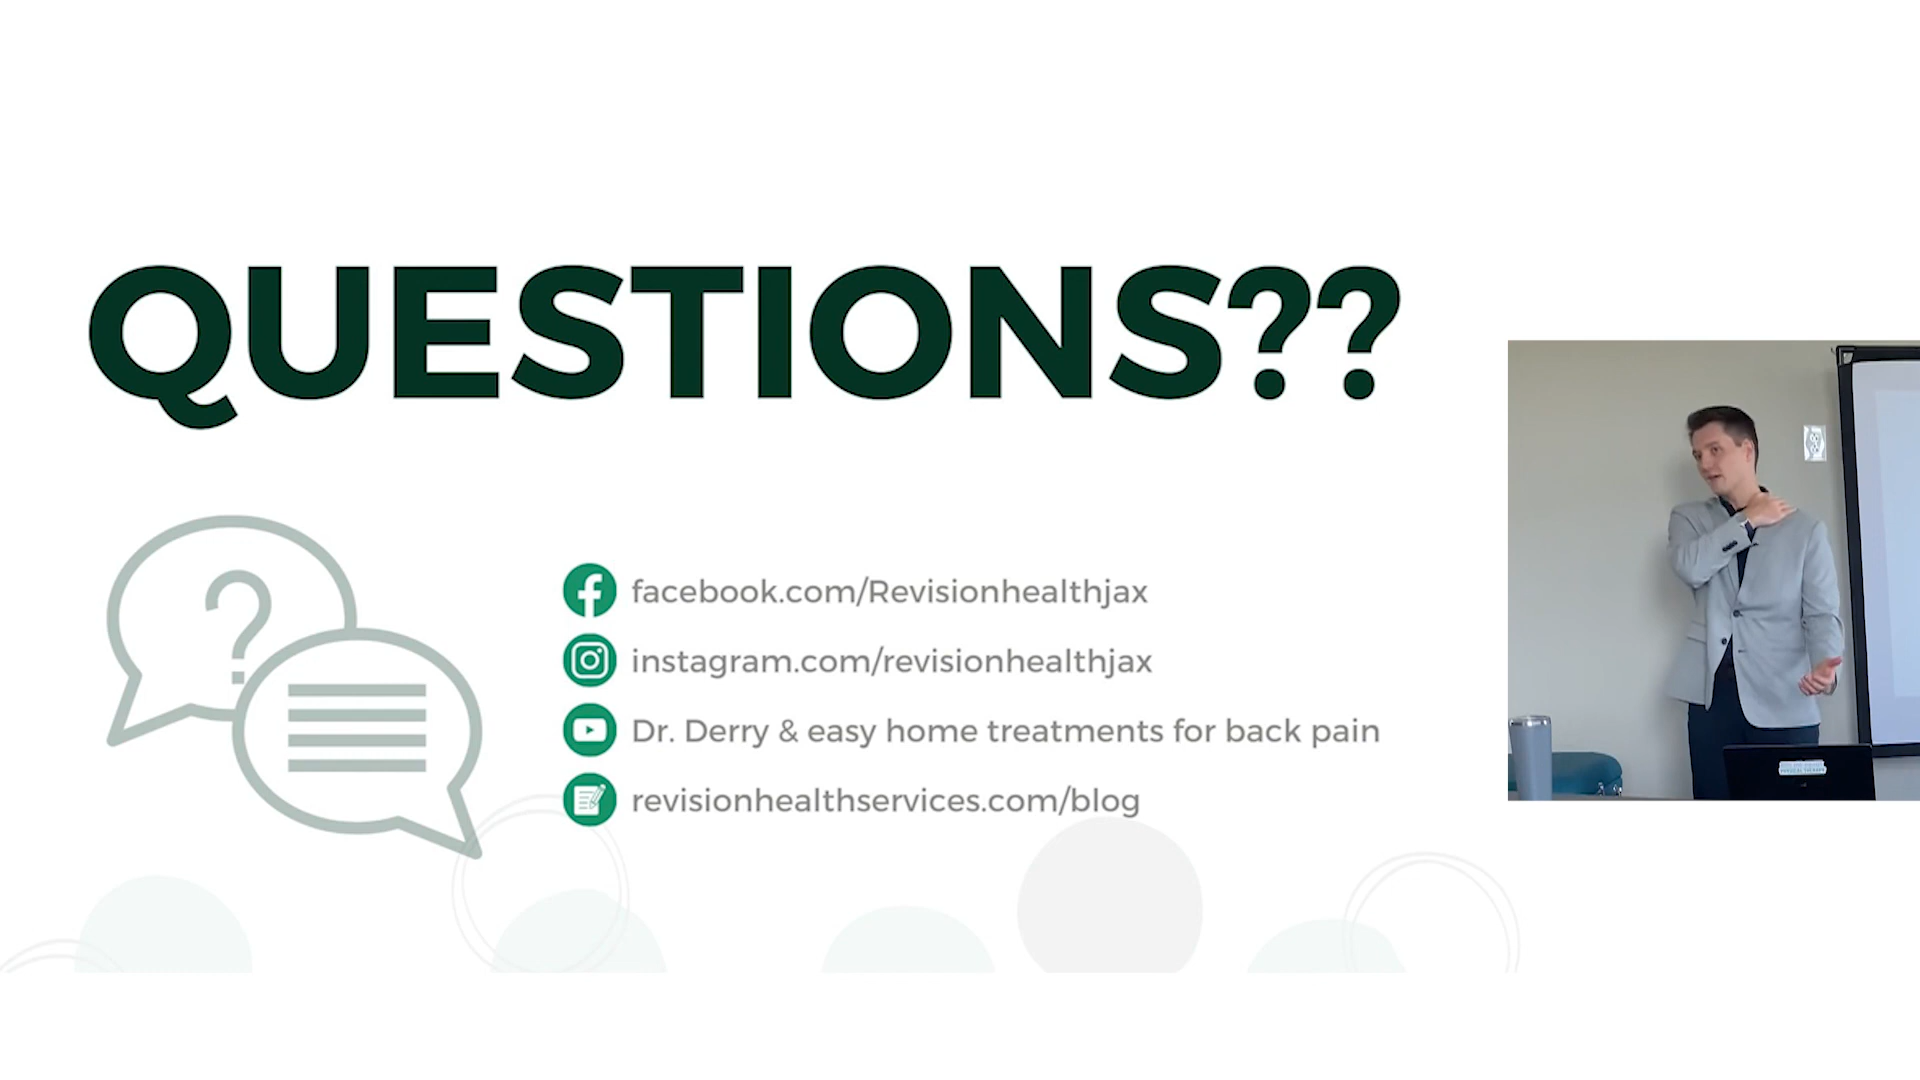 QUESTIONS??
facebook.com/Revisionhealthjax
instagram.com/revisionhealthjax
Dr. Derry & easy home treatments for back pain
revisionhealthservices.com/blog